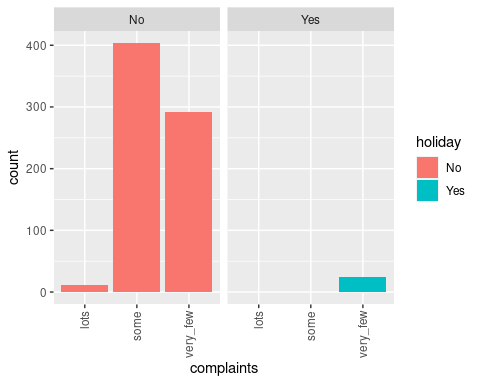 No Yes
400
300
200
100
0
count
lots some very_few lots some very_few
complaints
holiday
No
Yes